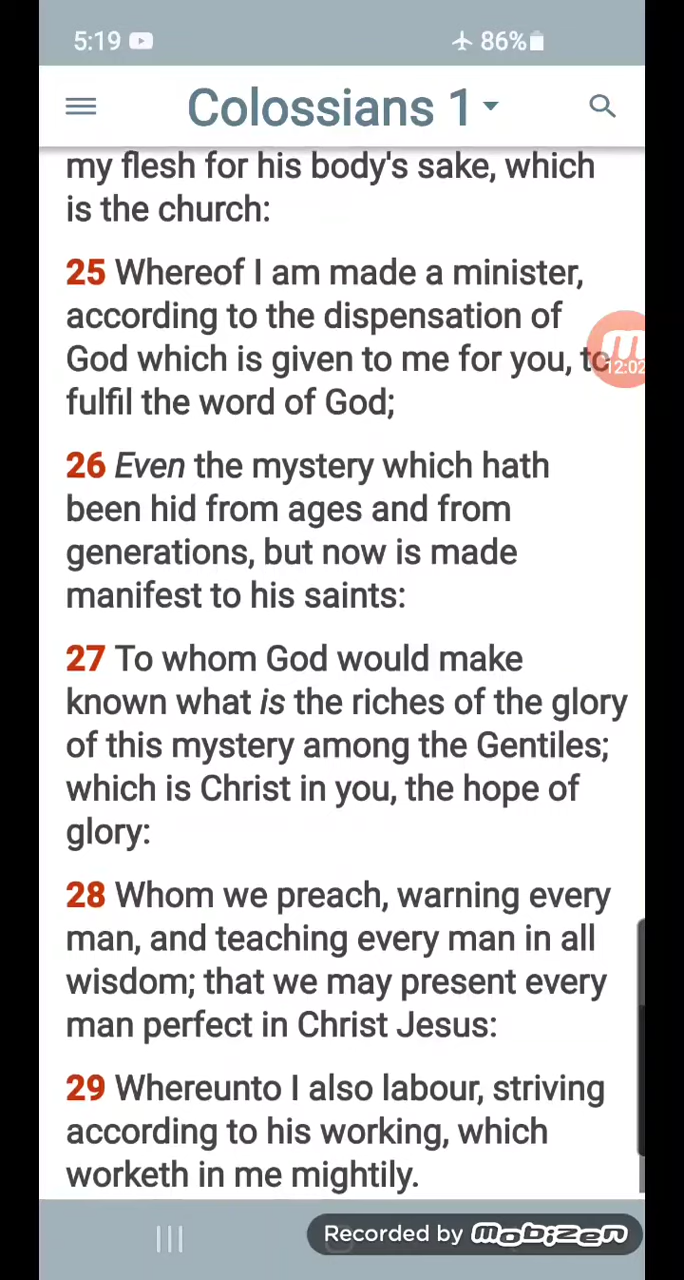 5:19 86%
Colossians 1
my flesh for his body's sake, which
is the church:
25 Whereof I am made a minister,
according to the dispensation of
God which is given to me for you, to
12:02
fulfil the word of God;
26 Even the mystery which hath
been hid from ages and from
generations, but now is made
manifest to his saints:
27 To whom God would make
known what is the riches of the glory
of this mystery among the Gentiles;
which is Christ in you, the hope of
glory:
28 Whom we preach, warning every
man, and teaching every man in all
wisdom; that we may present every
man perfect in Christ Jesus:
29 Whereunto I also labour, striving
according to his working, which
worketh in me mightily.
Recorded by mobizen